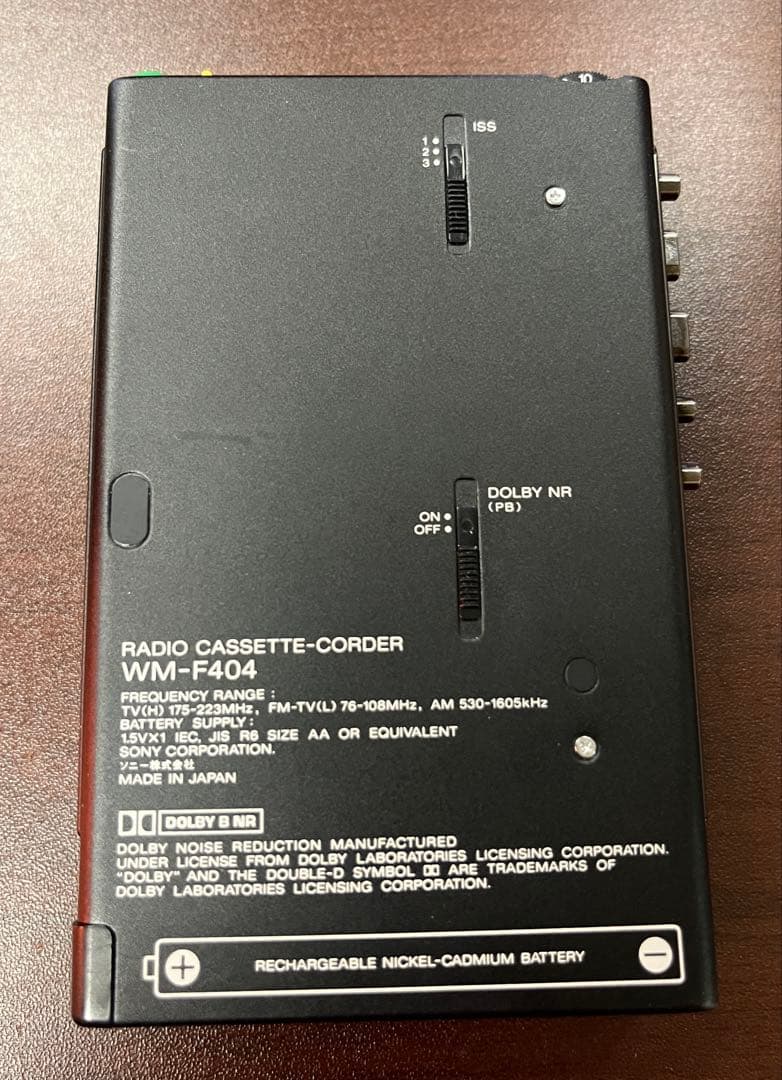 10
ISS
1
2
3
DOLBY NR
(PB)
ON
OFF
RADIO CASSETTE-CORDER
WM-F404
FREQUENCY RANGE :
TV(H) 175-223MHz, FM-TV(L) 76-108MHz, AM 530-1605kHz
BATTERY SUPPLY :
1.5V×1 IEC, JIS R6 SIZE AA OR EQUIVALENT
SONY CORPORATION.
ソニー株式会社
MADE IN JAPAN
DOLBY B NR
DOLBY NOISE REDUCTION MANUFACTURED
UNDER LICENSE FROM DOLBY LABORATORIES LICENSING CORPORATION.
"DOLBY" AND THE DOUBLE-D SYMBOL ARE TRADEMARKS OF
DOLBY LABORATORIES LICENSING CORPORATION.
+ RECHARGEABLE NICKEL-CADMIUM BATTERY −